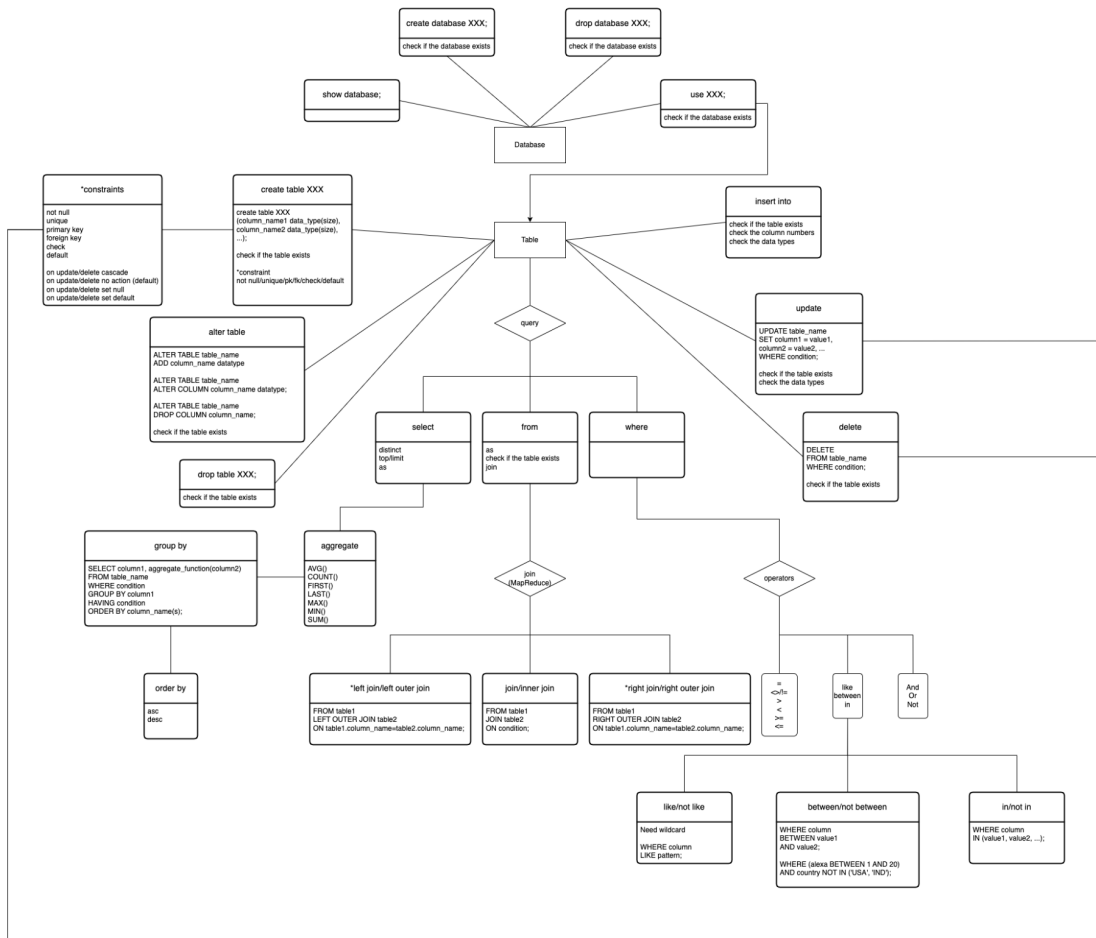 create database XXX;
check if the database exists
drop database XXX;
check if the database exists
show database;
use XXX;
check if the database exists
Database
*constraints
not null
unique
primary key
foreign key
check
default
on update/delete cascade
on update/delete no action (default)
on update/delete set null
on update/delete set default
create table XXX
create table XXX
(column_name1 data_type(size),
column_name2 data_type(size),
...);
check if the table exists
*constraint
not null/unique/pk/fk/check/default
Table
insert into
check if the table exists
check the column numbers
check the data types
alter table
ALTER TABLE table_name
ADD column_name datatype
ALTER TABLE table_name
ALTER COLUMN column_name datatype;
ALTER TABLE table_name
DROP COLUMN column_name;
check if the table exists
query
update
UPDATE table_name
SET column1 = value1,
column2 = value2, ...
WHERE condition;
check if the table exists
check the data types
drop table XXX;
check if the table exists
select
distinct
top/limit
as
from
as
check if the table exists
join
where
delete
DELETE
FROM table_name
WHERE condition;
check if the table exists
group by
SELECT column1, aggregate_function(column2)
FROM table_name
WHERE condition
GROUP BY column1
HAVING condition
ORDER BY column_name(s);
aggregate
AVG()
COUNT()
FIRST()
LAST()
MAX()
MIN()
SUM()
join
(MapReduce)
operators
order by
asc
desc
*left join/left outer join
FROM table1
LEFT OUTER JOIN table2
ON table1.column_name=table2.column_name;
join/inner join
FROM table1
JOIN table2
ON condition;
*right join/right outer join
FROM table1
RIGHT OUTER JOIN table2
ON table1.column_name=table2.column_name;
=
<>/!=
>
<
>=
<=
like
between
in
And
Or
Not
like/not like
Need wildcard
WHERE column
LIKE pattern;
between/not between
WHERE column
BETWEEN value1
AND value2;
WHERE (alexa BETWEEN 1 AND 20)
AND country NOT IN ('USA', 'IND');
in/not in
WHERE column
IN (value1, value2, ...);